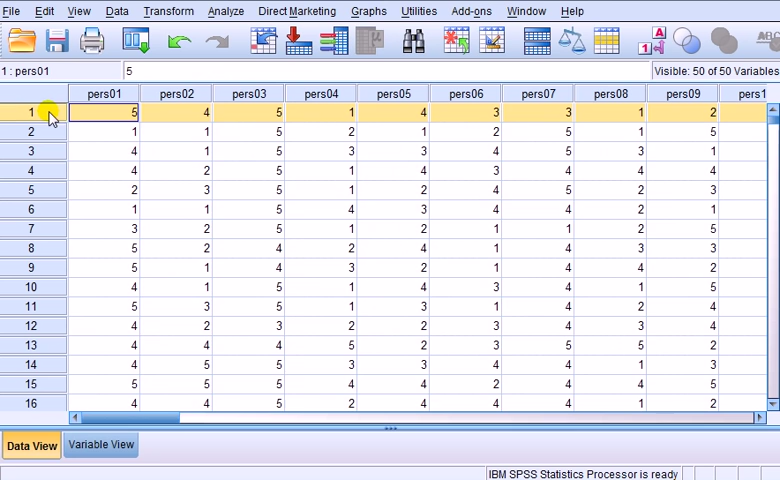 File Edit View Data Transform Analyze Direct Marketing Graphs Utilities Add-ons Window Help
A 1 ABC
1 : pers01 5 Visible: 50 of 50 Variables
pers01 pers02 pers03 pers04 pers05 pers06 pers07 pers08 pers09 pers1
1 5 4 5 1 4 3 3 1 2
2 1 1 5 2 1 2 5 1 5
3 4 1 5 3 3 4 5 3 1
4 4 2 5 1 4 3 4 4 4
5 2 3 5 1 2 4 5 2 3
6 1 1 5 4 3 4 4 2 1
7 3 2 5 1 2 1 1 2 5
8 5 2 4 2 4 1 4 3 3
9 5 1 4 3 2 1 4 4 2
10 4 1 5 1 4 3 4 1 5
11 5 3 5 1 3 1 4 2 4
12 4 2 3 2 2 3 4 3 4
13 4 4 4 5 2 3 5 5 2
14 4 5 5 3 3 4 4 1 3
15 5 5 5 4 4 2 4 4 5
16 4 4 5 2 4 4 4 1 2
Data View Variable View
IBM SPSS Statistics Processor is ready